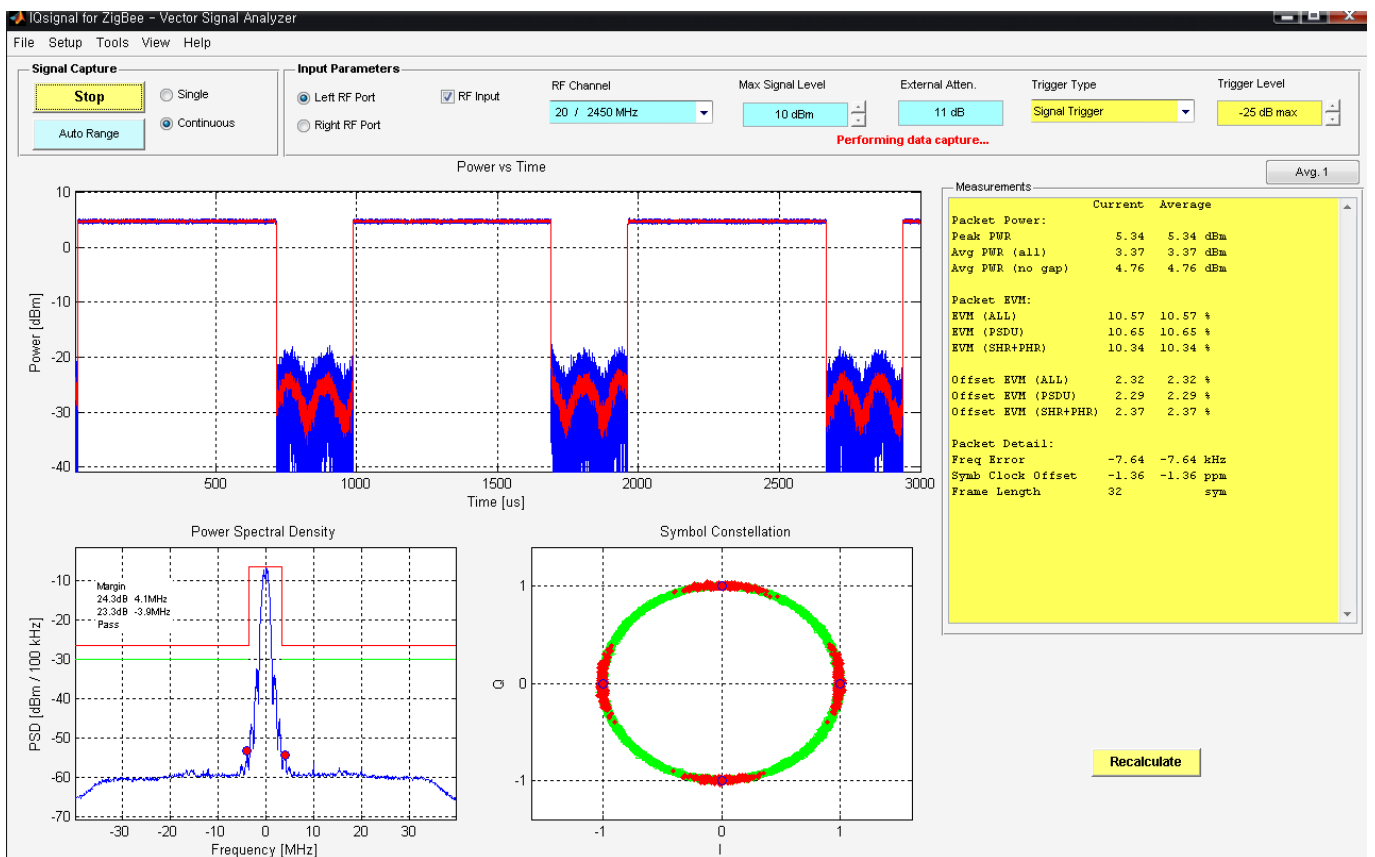 IQsignal for ZigBee - Vector Signal Analyzer
File Setup Tools View Help
Signal Capture
Stop
Single
Auto Range
Continuous
Input Parameters
Left RF Port
RF Input
Right RF Port
RF Channel
20 / 2450 MHz
Max Signal Level
10 dBm
External Atten.
11 dB
Trigger Type
Signal Trigger
Trigger Level
-25 dB max
Performing data capture...
Avg. 1
Power vs Time
10
0
-10
-20
-30
-40
Power [dBm]
500 1000 1500 2000 2500 3000
Time [us]
Measurements
Current Average
Packet Power:
Peak PWR 5.34 5.34 dBm
Avg PWR (all) 3.37 3.37 dBm
Avg PWR (no gap) 4.76 4.76 dBm
Packet EVM:
EVM (ALL) 10.57 10.57 %
EVM (PSDU) 10.65 10.65 %
EVM (SHR+PHR) 10.34 10.34 %
Offset EVM (ALL) 2.32 2.32 %
Offset EVM (PSDU) 2.29 2.29 %
Offset EVM (SHR+PHR) 2.37 2.37 %
Packet Detail:
Freq Error -7.64 -7.64 kHz
Symb Clock Offset -1.36 -1.36 ppm
Frame Length 32 sym
Power Spectral Density
Margin
24.3dB 4.1MHz
23.3dB -3.9MHz
Pass
-10
-20
-30
-40
-50
-60
-70
PSD [dBm / 100 kHz]
-30 -20 -10 0 10 20 30
Frequency [MHz]
Symbol Constellation
1
0
-1
Q
-1 0 1
I
Recalculate